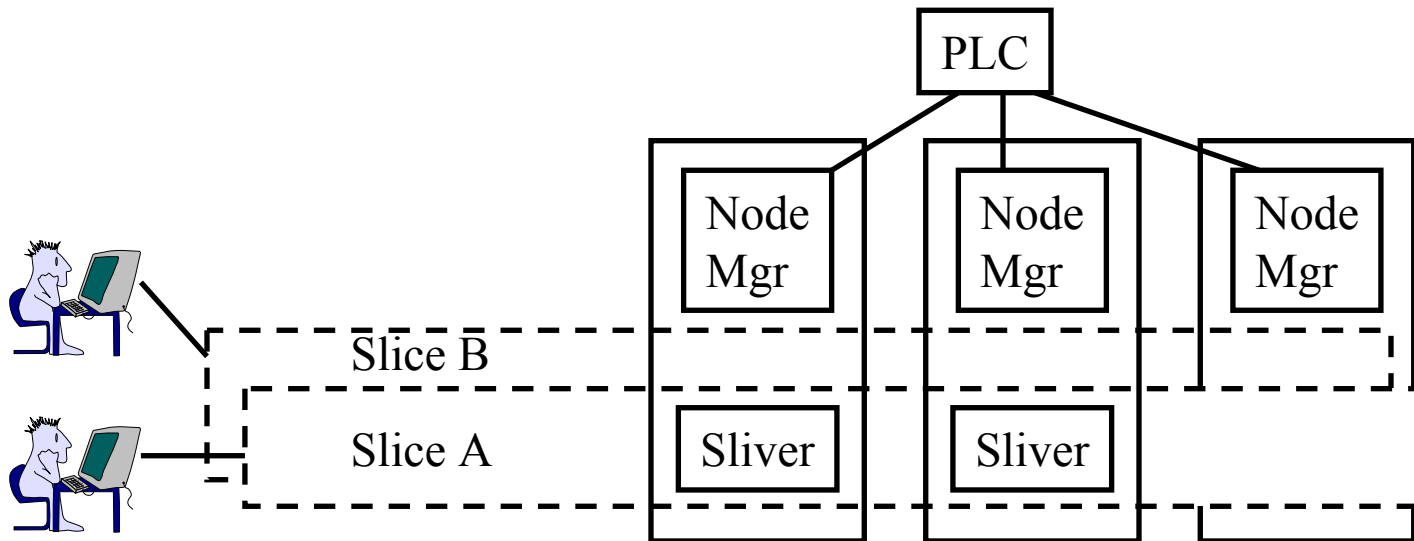 PLC
Node
Mgr
Node
Mgr
Node
Mgr
Slice B
Slice A
Sliver
Sliver